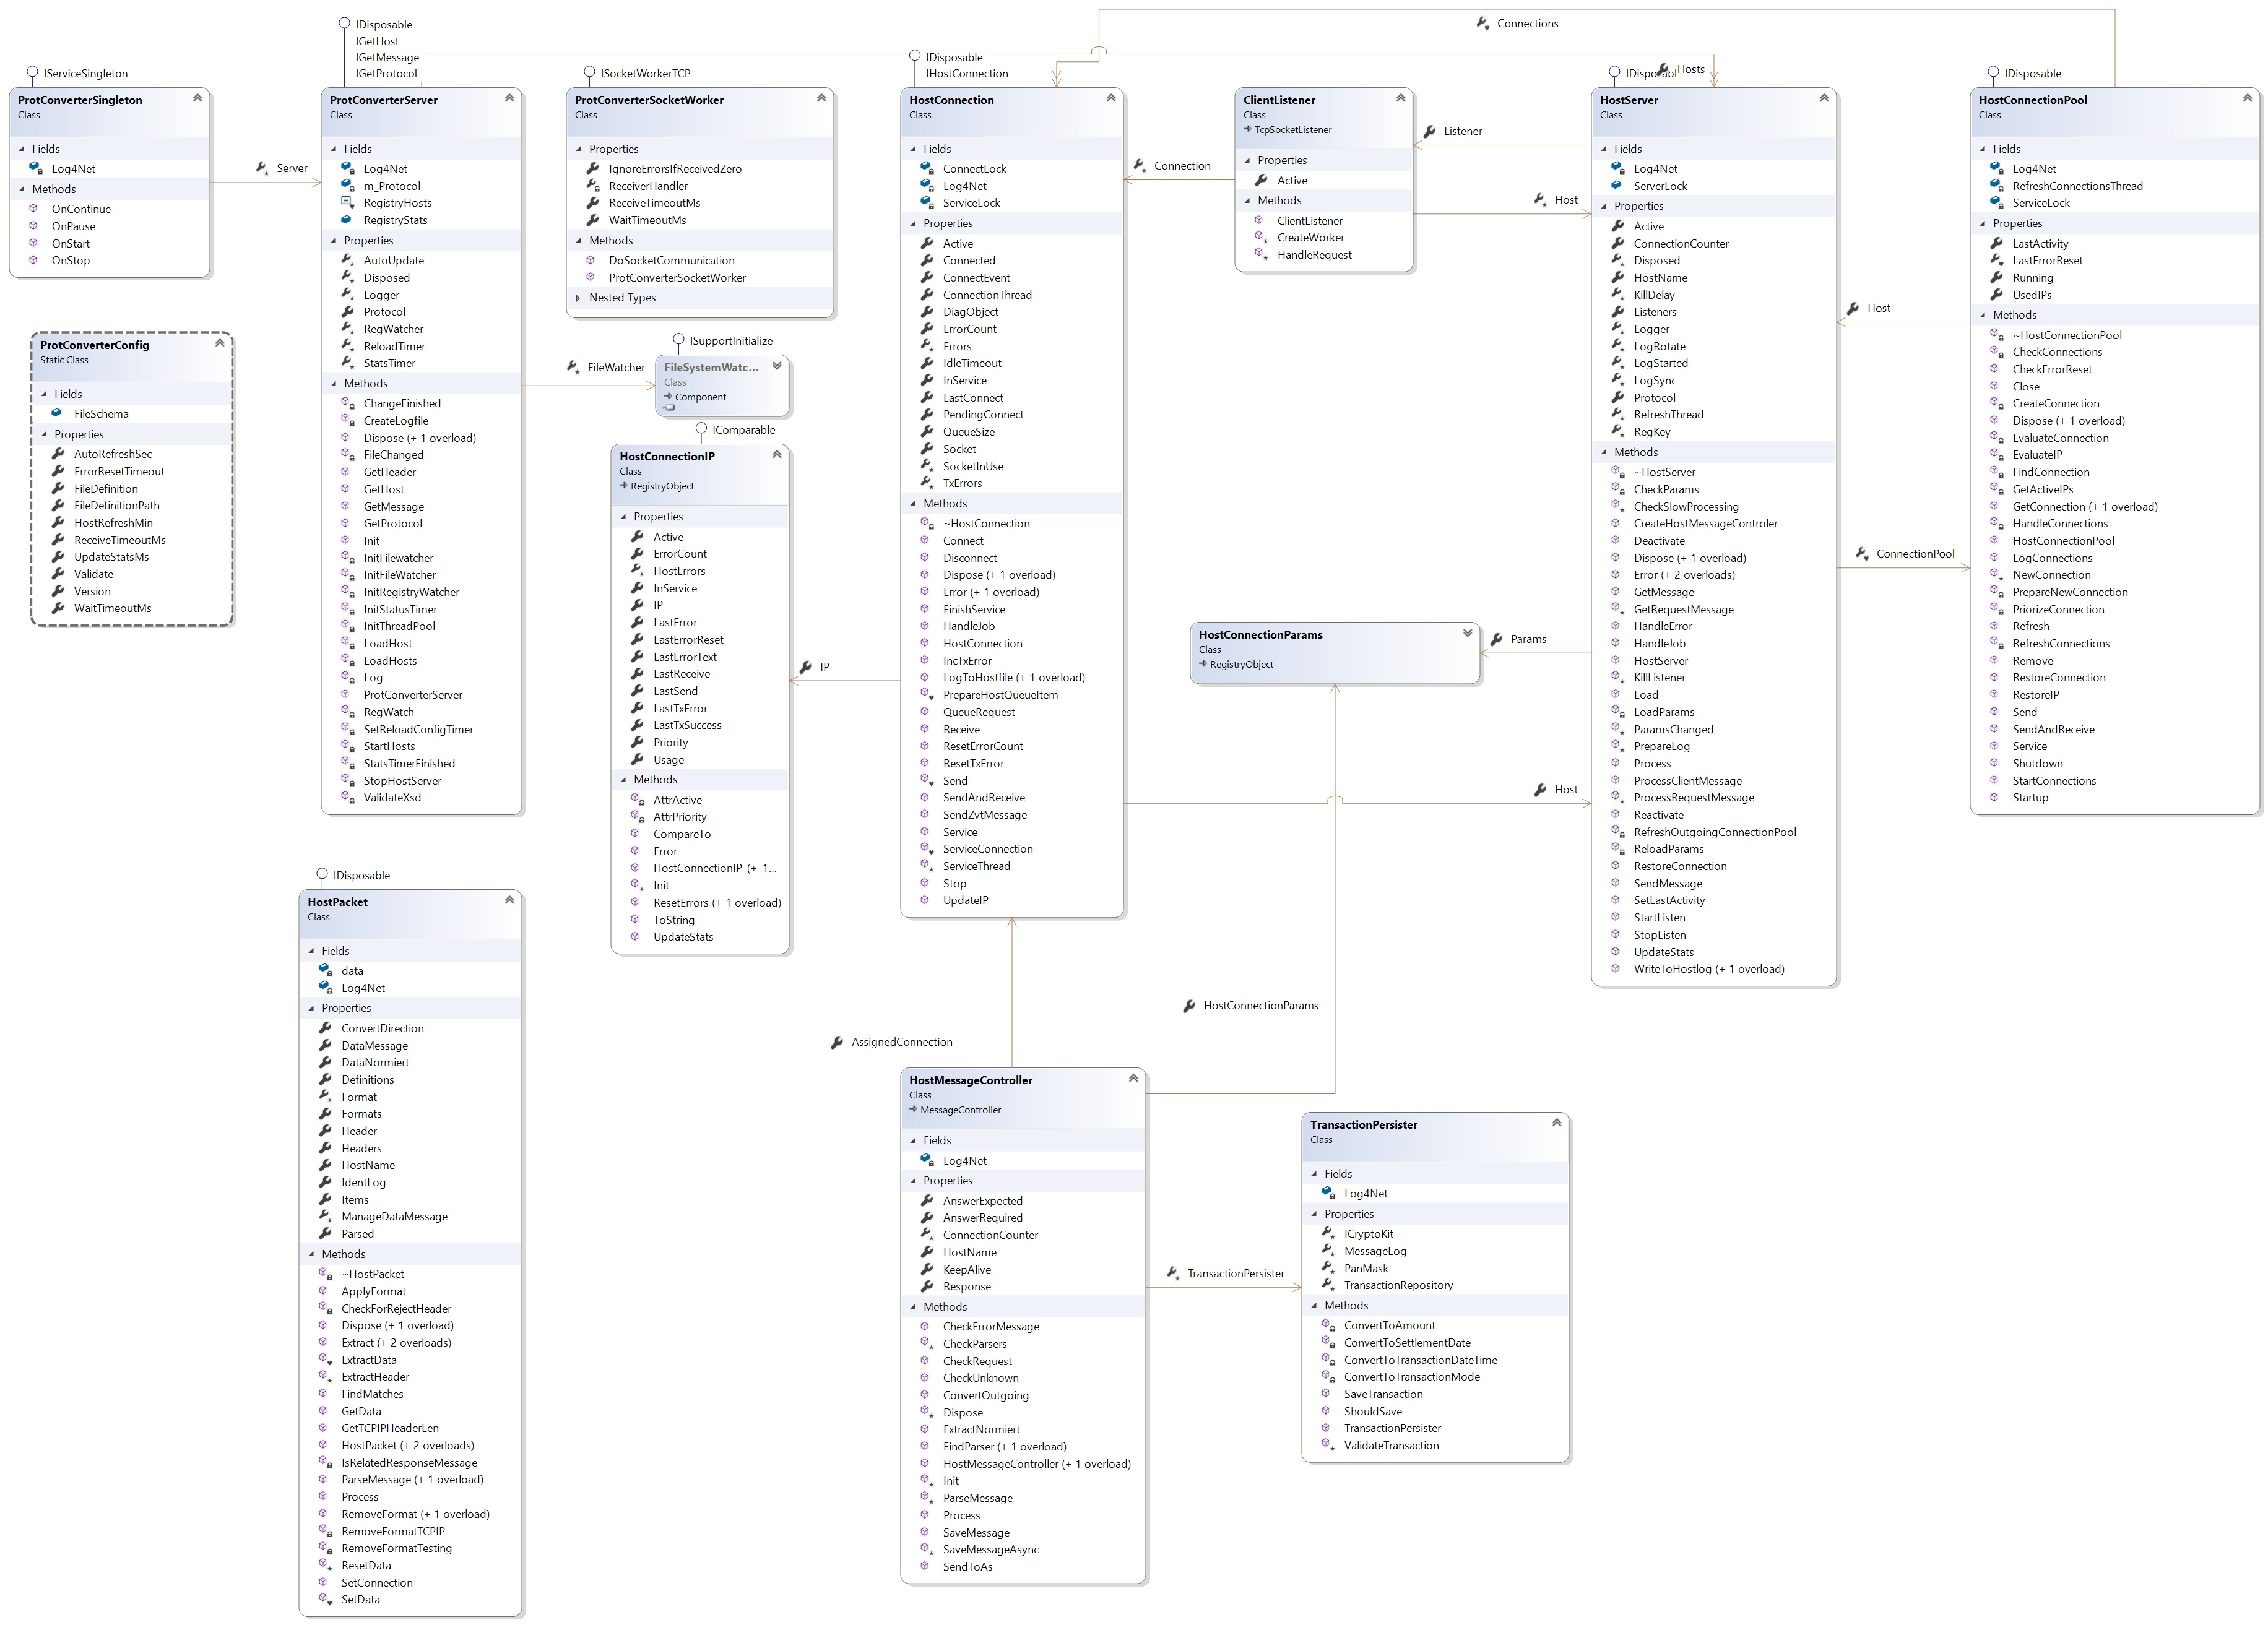 IServiceSingleton
ProtConverterSingleton
Class
Fields
Log4Net
Methods
OnContinue
OnPause
OnStart
OnStop
Server
ProtConverterConfig
Static Class
Fields
FileSchema
Properties
AutoRefreshSec
ErrorResetTimeout
FileDefinition
FileDefinitionPath
HostRefreshMin
ReceiveTimeoutMs
UpdateStatsMs
Validate
Version
WaitTimeoutMs
IDisposable
IGetHost
IGetMessage
IGetProtocol
ProtConverterServer
Class
Fields
Log4Net
m_Protocol
RegistryHosts
RegistryStats
Properties
AutoUpdate
Disposed
Logger
Protocol
RegWatcher
ReloadTimer
StatsTimer
Methods
ChangeFinished
CreateLogfile
Dispose (+ 1 overload)
FileChanged
GetHeader
GetHost
GetMessage
GetProtocol
Init
InitFilewatcher
InitFileWatcher
InitRegistryWatcher
InitStatusTimer
InitThreadPool
LoadHost
LoadHosts
Log
ProtConverterServer
RegWatch
SetReloadConfigTimer
StartHosts
StatsTimerFinished
StopHostServer
ValidateXsd
IDisposable
HostPacket
Class
Fields
data
Log4Net
Properties
ConvertDirection
DataMessage
DataNormiert
Definitions
Format
Formats
Header
Headers
HostName
IdentLog
Items
ManageDataMessage
Parsed
Methods
~HostPacket
ApplyFormat
CheckForRejectHeader
Dispose (+ 1 overload)
Extract (+ 2 overloads)
ExtractData
ExtractHeader
FindMatches
GetData
GetTCPIPHeaderLen
HostPacket (+ 2 overloads)
IsRelatedResponseMessage
ParseMessage (+ 1 overload)
Process
RemoveFormat (+ 1 overload)
RemoveFormatTCPIP
RemoveFormatTesting
ResetData
SetConnection
SetData
ISocketWorkerTCP
ProtConverterSocketWorker
Class
Properties
IgnoreErrorsIfReceivedZero
ReceiverHandler
ReceiveTimeoutMs
WaitTimeoutMs
Methods
DoSocketCommunication
ProtConverterSocketWorker
Nested Types
FileWatcher
ISupportInitialize
FileSystemWatc...
Class
Component
IComparable
HostConnectionIP
Class
RegistryObject
Properties
Active
ErrorCount
HostErrors
InService
IP
LastError
LastErrorReset
LastErrorText
LastReceive
LastSend
LastTxError
LastTxSuccess
Priority
Usage
Methods
AttrActive
AttrPriority
CompareTo
Error
HostConnectionIP (+ 1...
Init
ResetErrors (+ 1 overload)
ToString
UpdateStats
IP
IDisposable
IHostConnection
HostConnection
Class
Fields
ConnectLock
Log4Net
ServiceLock
Properties
Active
Connected
ConnectEvent
ConnectionThread
DiagObject
ErrorCount
Errors
IdleTimeout
InService
LastConnect
PendingConnect
QueueSize
Socket
SocketInUse
TxErrors
Methods
~HostConnection
Connect
Disconnect
Dispose (+ 1 overload)
Error (+ 1 overload)
FinishService
HandleJob
HostConnection
IncTxError
LogToHostfile (+ 1 overload)
PrepareHostQueueItem
QueueRequest
Receive
ResetErrorCount
ResetTxError
Send
SendAndReceive
SendZvtMessage
Service
ServiceConnection
ServiceThread
Stop
UpdateIP
AssignedConnection
HostMessageController
Class
MessageController
Fields
Log4Net
Properties
AnswerExpected
AnswerRequired
ConnectionCounter
HostName
KeepAlive
Response
Methods
CheckErrorMessage
CheckParsers
CheckRequest
CheckUnknown
ConvertOutgoing
Dispose
ExtractNormiert
FindParser (+ 1 overload)
HostMessageController (+ 1 overload)
Init
ParseMessage
Process
SaveMessage
SaveMessageAsync
SendToAs
Connection
ClientListener
Class
TcpSocketListener
Properties
Active
Methods
ClientListener
CreateWorker
HandleRequest
Listener
Host
HostConnectionParams
Class
RegistryObject
Params
Host
HostConnectionParams
TransactionPersister
TransactionPersister
Class
Fields
Log4Net
Properties
ICryptoKit
MessageLog
PanMask
TransactionRepository
Methods
ConvertToAmount
ConvertToSettlementDate
ConvertToTransactionDateTime
ConvertToTransactionMode
SaveTransaction
ShouldSave
TransactionPersister
ValidateTransaction
Connections
Hosts
HostServer
Class
Fields
Log4Net
ServerLock
Properties
Active
ConnectionCounter
Disposed
HostName
KillDelay
Listeners
Logger
LogRotate
LogStarted
LogSync
Protocol
RefreshThread
RegKey
Methods
~HostServer
CheckParams
CheckSlowProcessing
CreateHostMessageControler
Deactivate
Dispose (+ 1 overload)
Error (+ 2 overloads)
GetMessage
GetRequestMessage
HandleError
HandleJob
HostServer
KillListener
Load
LoadParams
ParamsChanged
PrepareLog
Process
ProcessClientMessage
ProcessRequestMessage
Reactivate
RefreshOutgoingConnectionPool
ReloadParams
RestoreConnection
SendMessage
SetLastActivity
StartListen
StopListen
UpdateStats
WriteToHostlog (+ 1 overload)
Host
ConnectionPool
IDisposable
HostConnectionPool
Class
Fields
Log4Net
RefreshConnectionsThread
ServiceLock
Properties
LastActivity
LastErrorReset
Running
UsedIPs
Methods
~HostConnectionPool
CheckConnections
CheckErrorReset
Close
CreateConnection
Dispose (+ 1 overload)
EvaluateConnection
EvaluateIP
FindConnection
GetActiveIPs
GetConnection (+ 1 overload)
HandleConnections
HostConnectionPool
LogConnections
NewConnection
PrepareNewConnection
PriorizeConnection
Refresh
RefreshConnections
Remove
RestoreConnection
RestoreIP
Send
SendAndReceive
Service
Shutdown
StartConnections
Startup